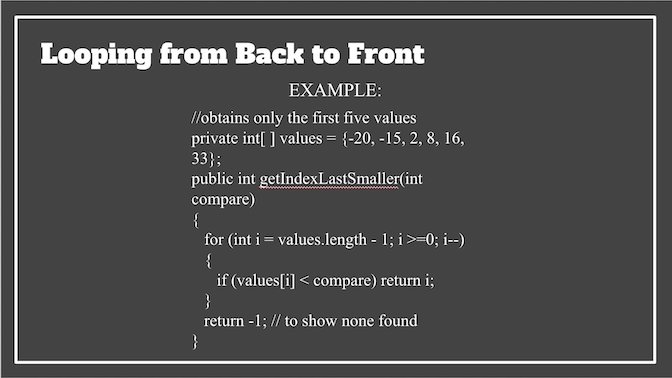 Looping from Back to Front
EXAMPLE:
//obtains only the first five values
private int[ ] values = {-20, -15, 2, 8, 16,
33};
public int getIndexLastSmaller(int
compare)
{
for (int i = values.length - 1; i >=0; i--)
{
if (values[i] < compare) return i;
}
return -1; // to show none found
}